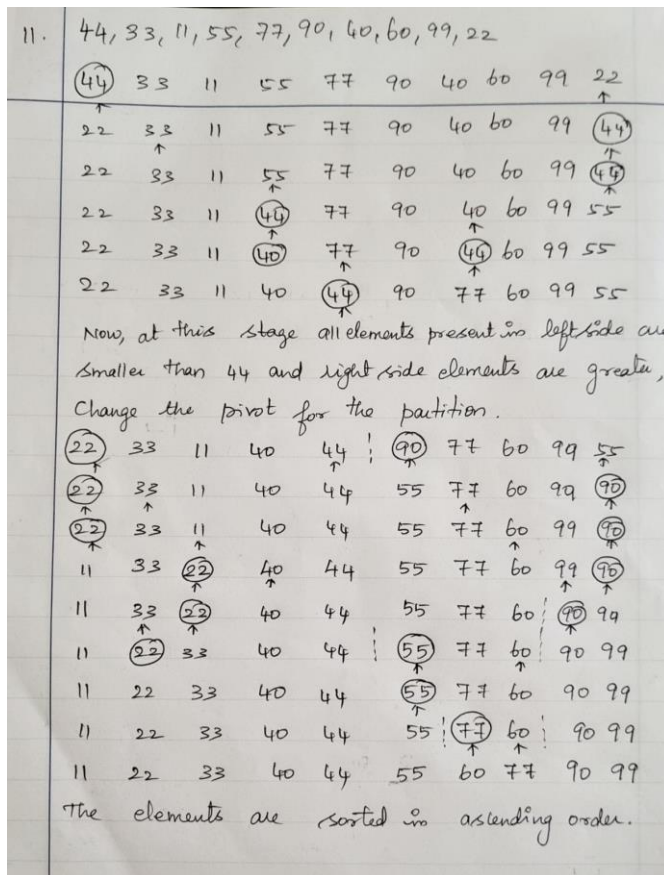 11. 44, 33, 11, 55, 77, 90, 40, 60, 99, 22
44 33 11 55 77 90 40 60 99 22
22 33 11 55 77 90 40 60 99 44
22 33 11 55 77 90 40 60 99 44
22 33 11 44 77 90 40 60 99 55
22 33 11 40 77 90 44 60 99 55
22 33 11 40 44 90 77 60 99 55
Now, at this stage all elements present in left side are
smaller than 44 and right side elements are greater,
Change the pivot for the partition.
22 33 11 40 44 90 77 60 99 55
22 33 11 40 44 55 77 60 99 90
22 33 11 40 44 55 77 60 99 90
11 33 22 40 44 55 77 60 99 90
11 33 22 40 44 55 77 60 90 99
11 22 33 40 44 55 77 60 90 99
11 22 33 40 44 55 77 60 90 99
11 22 33 40 44 55 77 60 90 99
11 22 33 40 44 55 60 77 90 99
The elements are sorted in ascending order.